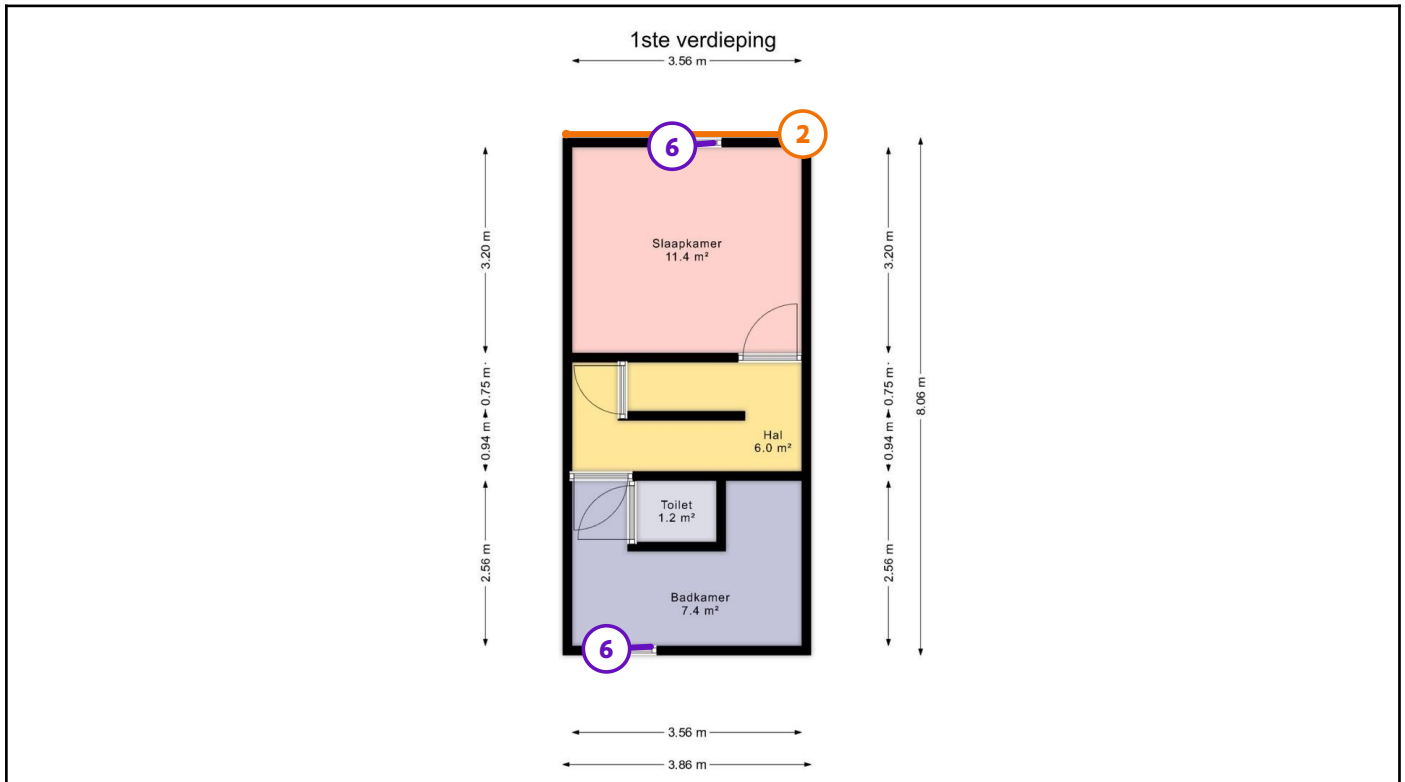 1ste verdieping
3.56 m
2
6
3.20 m
3.20 m
Slaapkamer
11.4 m²
8.06 m
0.75 m
0.75 m
0.94 m
0.94 m
Hal
6.0 m²
Toilet
1.2 m²
2.56 m
2.56 m
Badkamer
7.4 m²
6
3.56 m
3.86 m